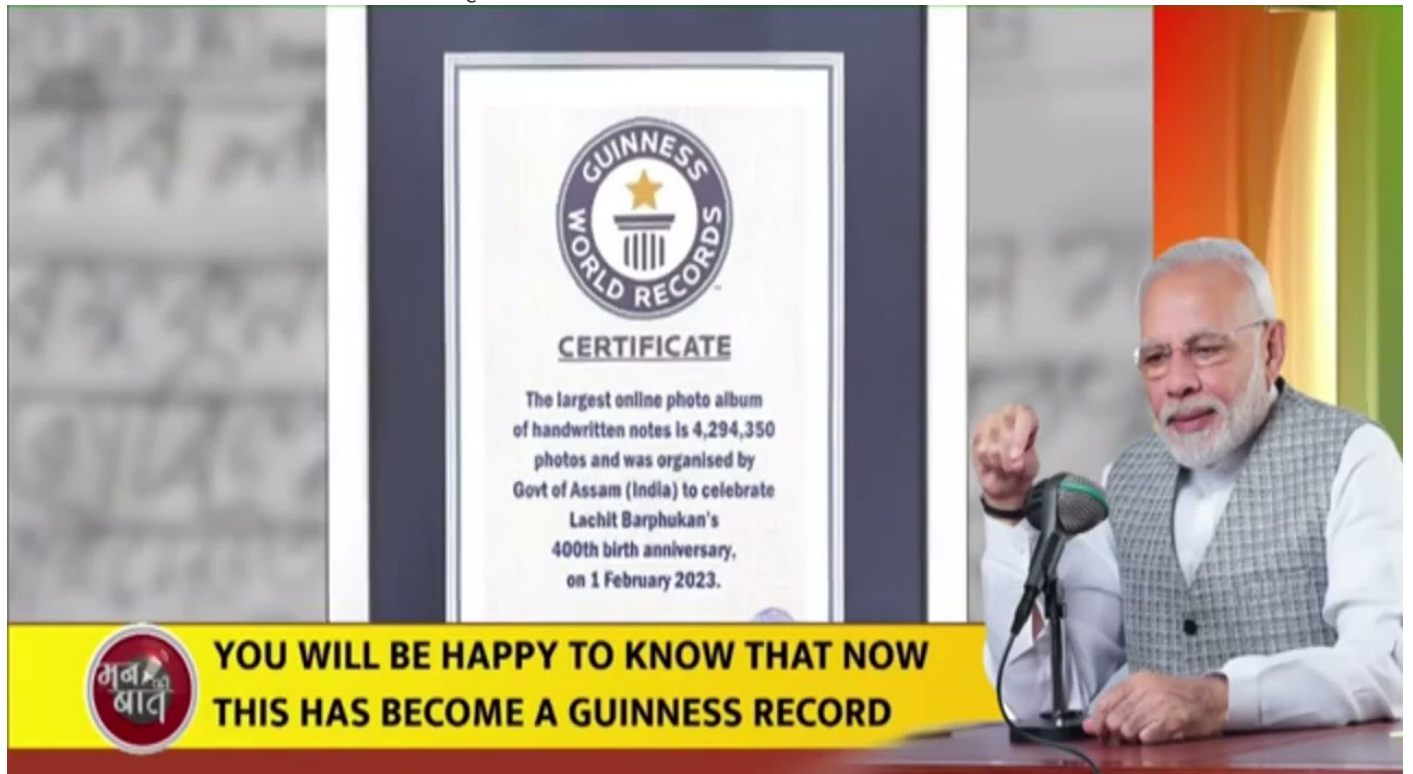 GUINNESS
WORLD RECORDS
CERTIFICATE
The largest online photo album
of handwritten notes is 4,294,350
photos and was organised by
Govt of Assam (India) to celebrate
Lachit Barphukan's
400th birth anniversary,
on 1 February 2023.
मन की
बात
YOU WILL BE HAPPY TO KNOW THAT NOW
THIS HAS BECOME A GUINNESS RECORD